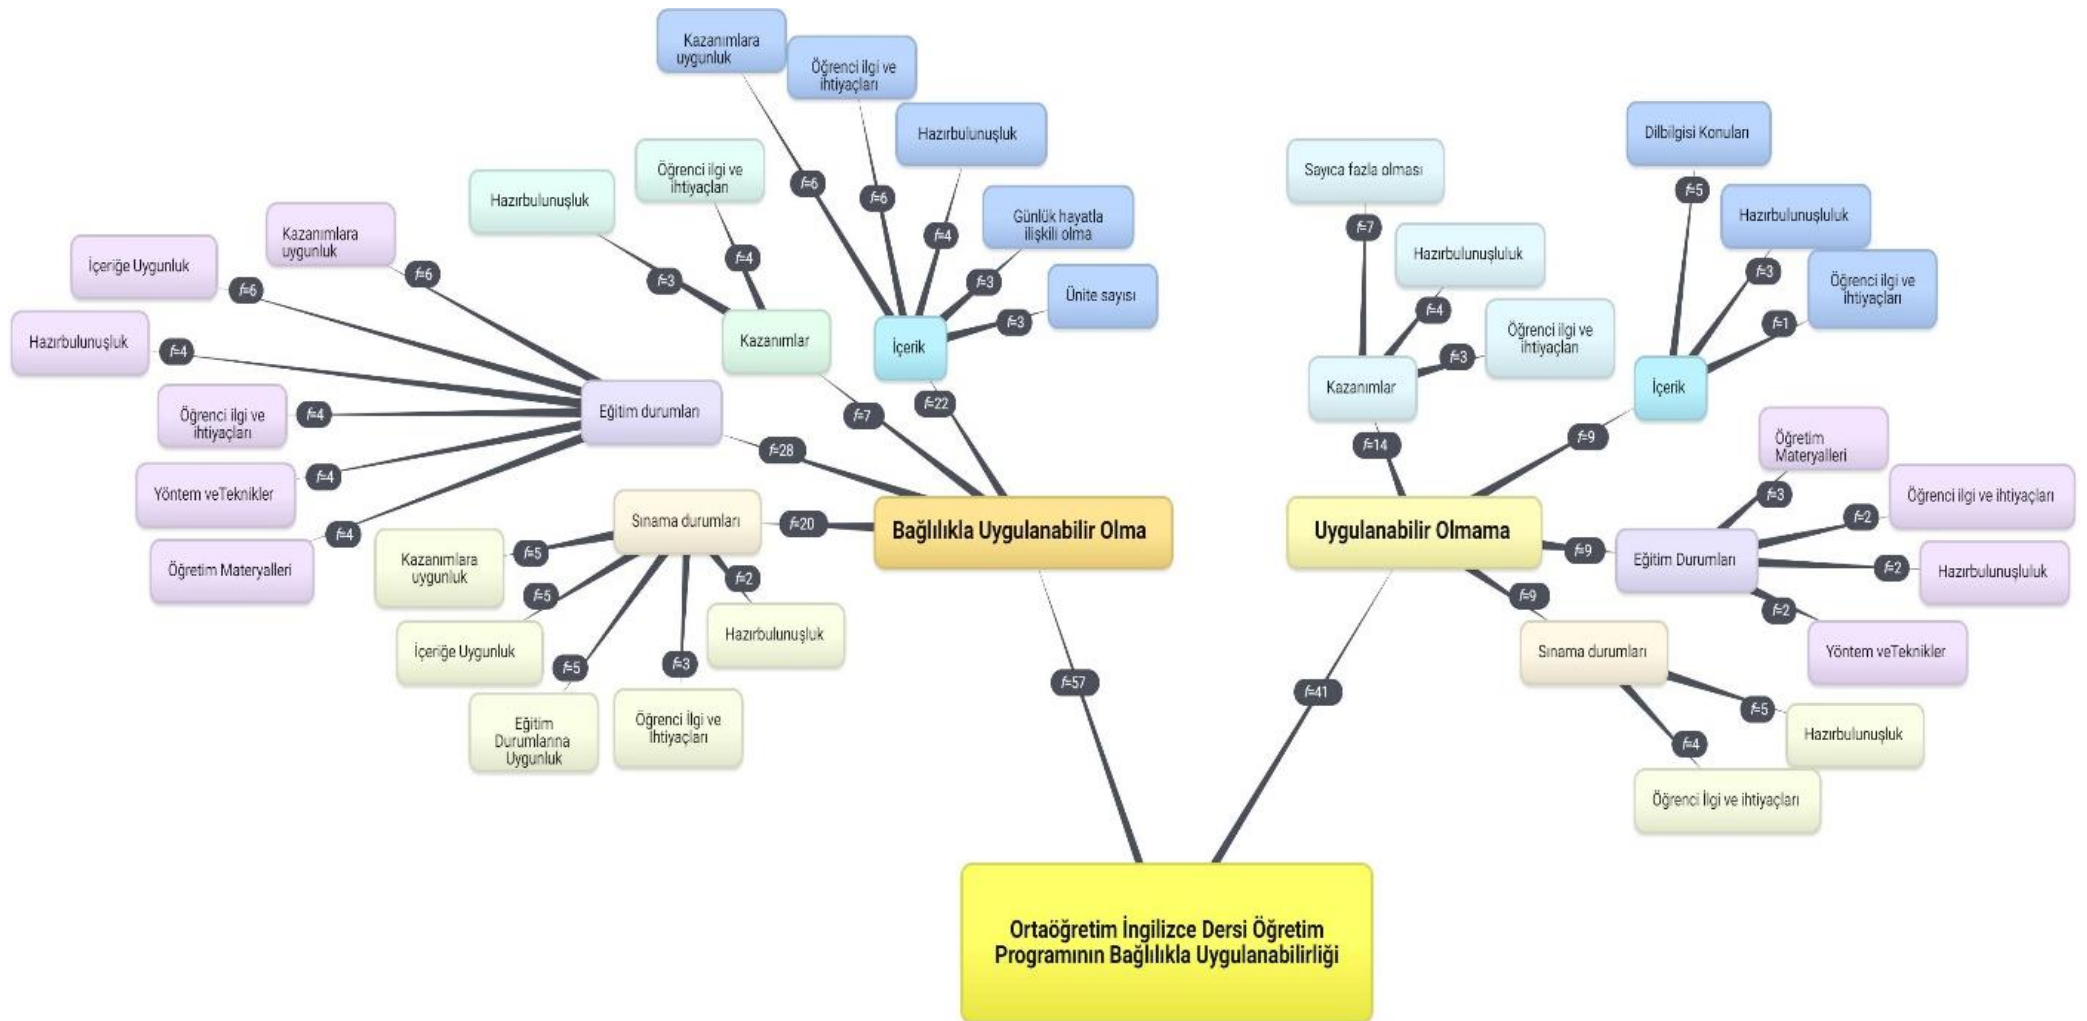 Kazanımlara
uygunluk
Öğrenci ilgi ve
ihtiyaçları
Hazırbulunuşluk
Günlük hayatla
ilişkili olma
Ünite sayısı
f=6
f=6
f=4
f=3
f=3
İçerik
f=22
Öğrenci ilgi ve
ihtiyaçları
Hazırbulunuşluk
f=4
f=3
Kazanımlar
f=7
Kazanımlara
uygunluk
İçeriğe Uygunluk
Hazırbulunuşluk
Öğrenci ilgi ve
ihtiyaçları
Yöntem veTeknikler
Öğretim Materyalleri
f=6
f=6
f=4
f=4
f=4
f=4
Eğitim durumları
f=28
Sınama durumları
f=20
Kazanımlara
uygunluk
f=5
İçeriğe Uygunluk
f=5
Eğitim
Durumlarına
Uygunluk
f=5
Öğrenci İlgi ve
İhtiyaçları
f=3
Hazırbulunuşluk
f=2
Bağlılıkla Uygulanabilir Olma
f=57
Sayıca fazla olması
f=7
Hazırbulunuşluluk
f=4
Öğrenci ilgi ve
ihtiyaçları
f=3
Kazanımlar
f=14
Dilbilgisi Konuları
f=5
Hazırbulunuşluluk
f=3
Öğrenci ilgi ve
ihtiyaçları
f=1
İçerik
f=9
Uygulanabilir Olmama
Öğretim
Materyalleri
f=3
Öğrenci ilgi ve ihtiyaçları
f=2
Hazırbulunuşluluk
f=2
Yöntem veTeknikler
f=2
Eğitim Durumları
f=9
Sınama durumları
f=9
Hazırbulunuşluk
f=5
Öğrenci İlgi ve ihtiyaçları
f=4
f=41
Ortaöğretim İngilizce Dersi Öğretim
Programının Bağlılıkla Uygulanabilirliği